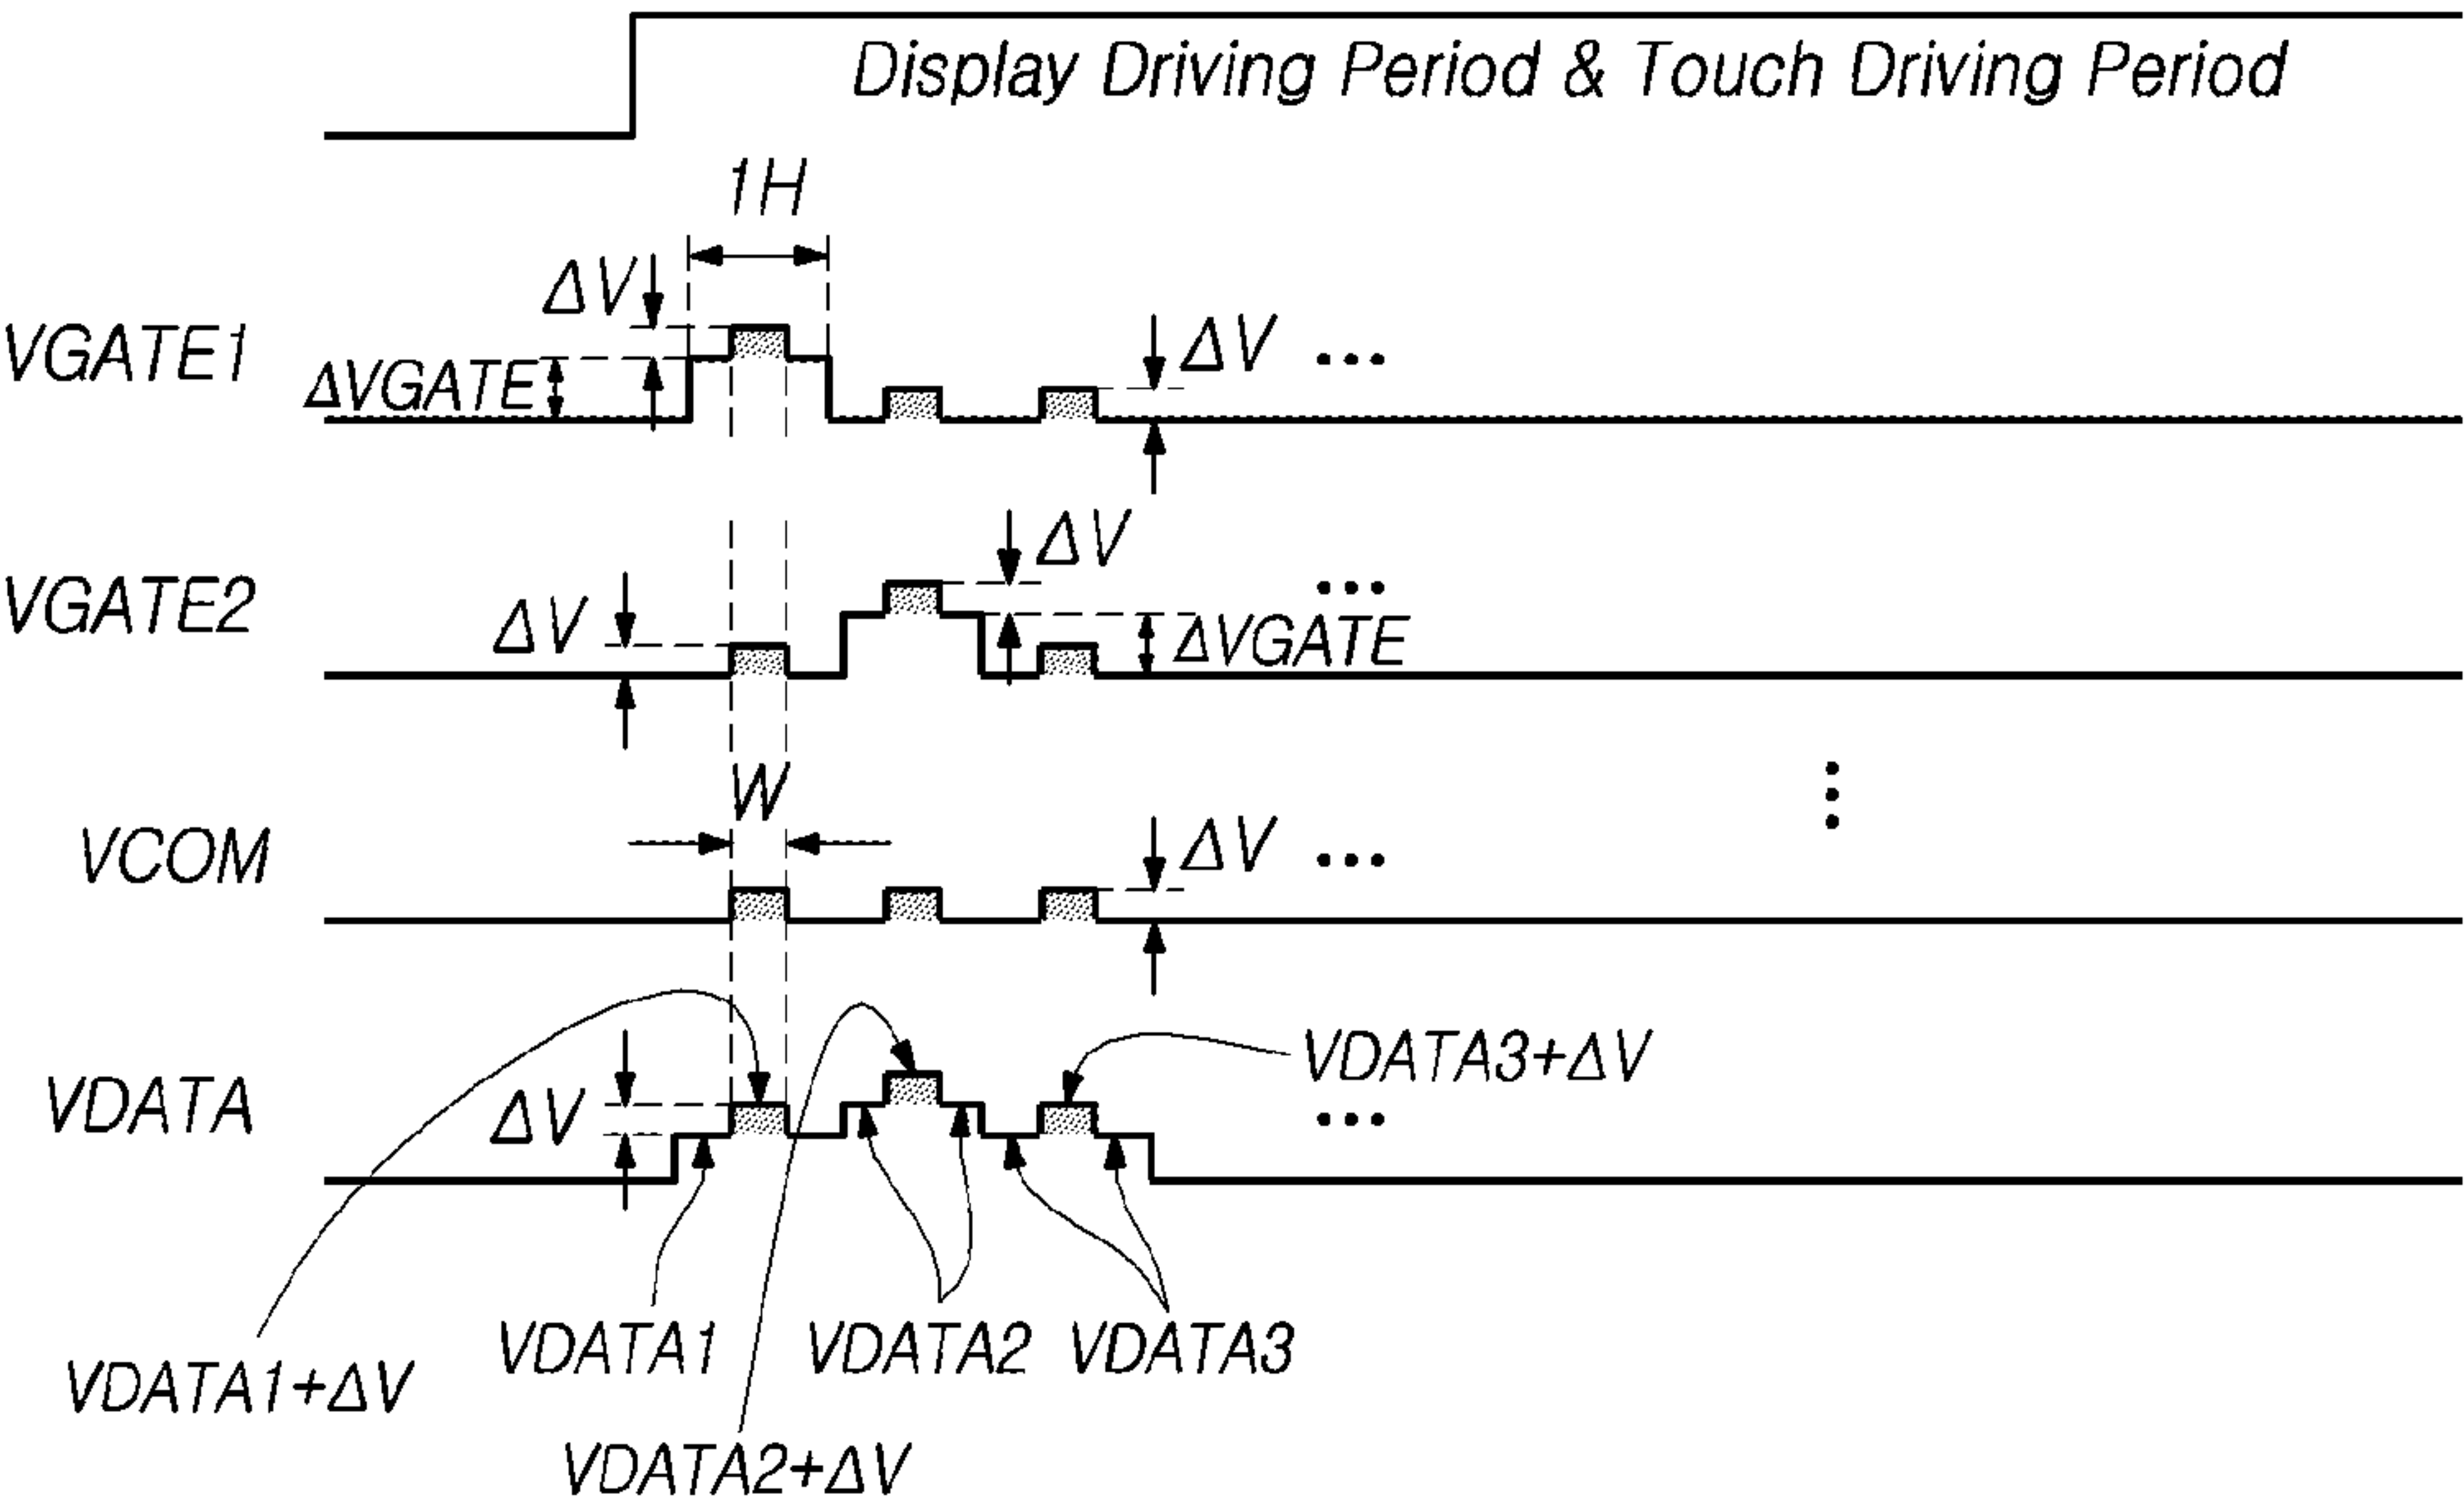 Display Driving Period & Touch Driving Period
1H
ΔV
VGATE1
ΔVGATE
ΔV
•••
ΔV
VGATE2
ΔV
•••
ΔVGATE
W
VCOM
ΔV
•••
VDATA
ΔV
VDATA3+ΔV
•••
VDATA1
VDATA2
VDATA3
VDATA1+ΔV
VDATA2+ΔV